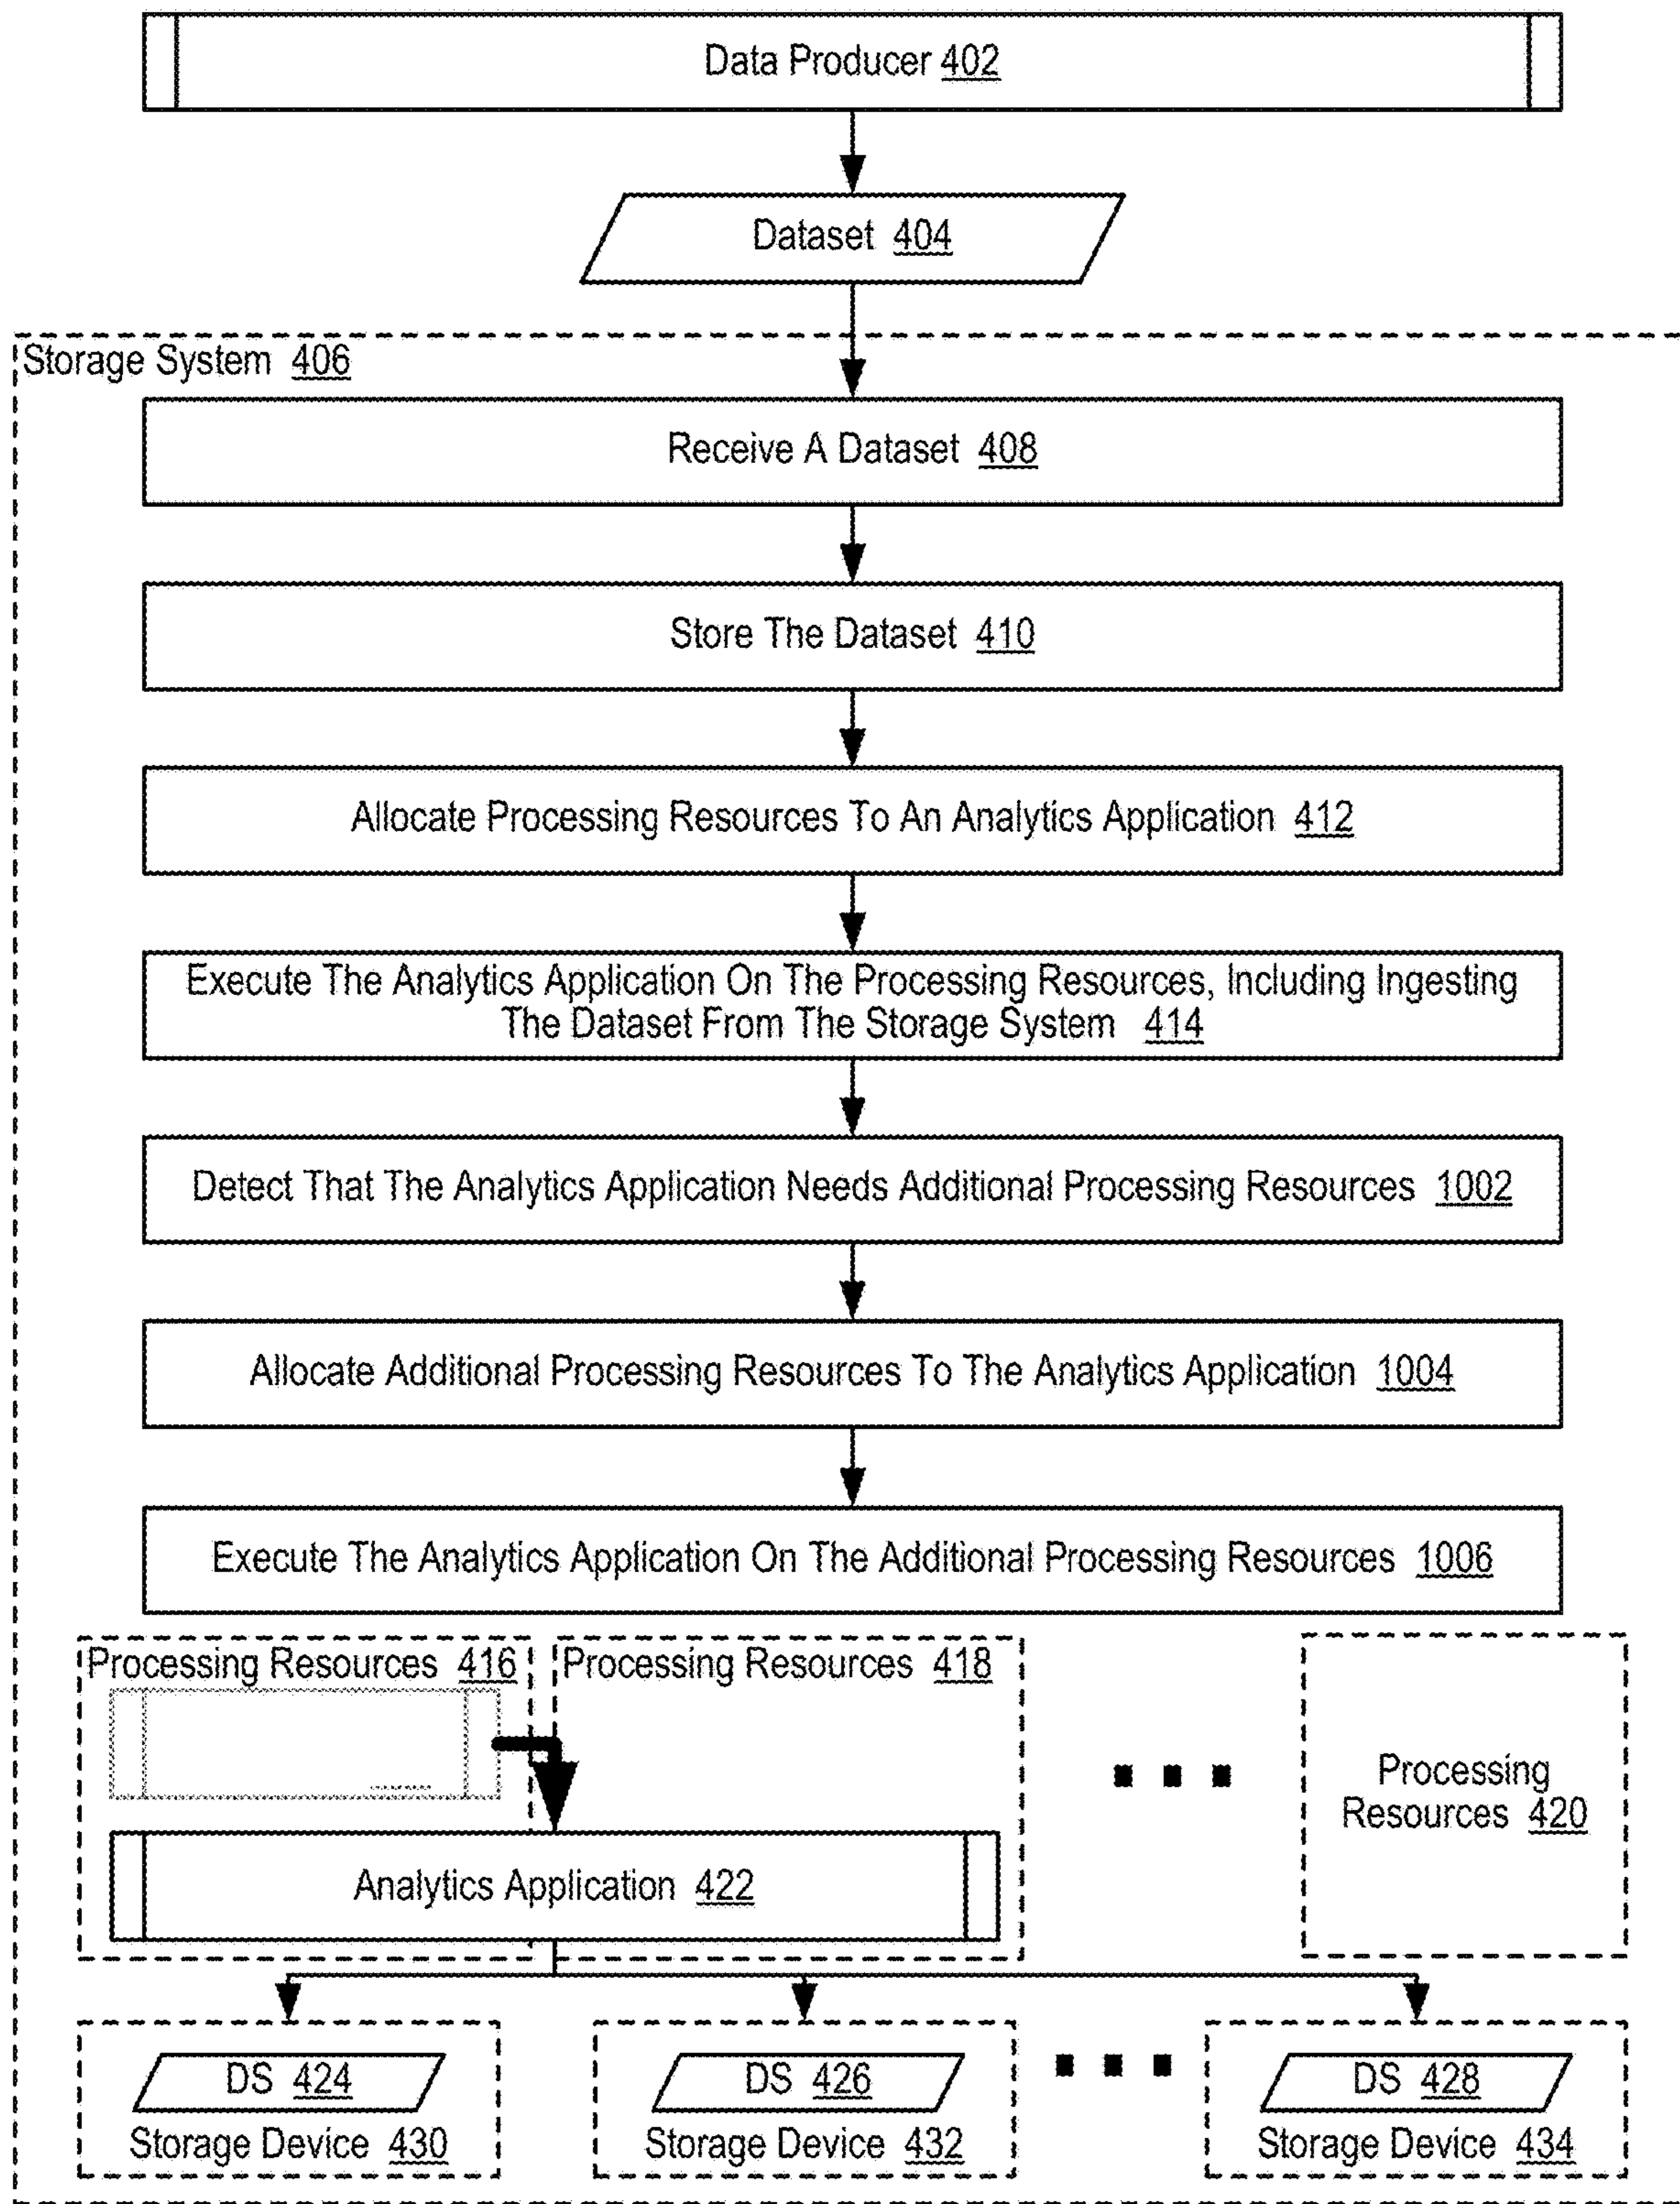 Data Producer 402
Dataset 404
Storage System 406
Receive A Dataset 408
Store The Dataset 410
Allocate Processing Resources To An Analytics Application 412
Execute The Analytics Application On The Processing Resources, Including Ingesting
The Dataset From The Storage System 414
Detect That The Analytics Application Needs Additional Processing Resources 1002
Allocate Additional Processing Resources To The Analytics Application 1004
Execute The Analytics Application On The Additional Processing Resources 1006
Processing Resources 416
Processing Resources 418
Processing
Resources 420
Analytics Application 422
DS 424
Storage Device 430
DS 426
Storage Device 432
DS 428
Storage Device 434